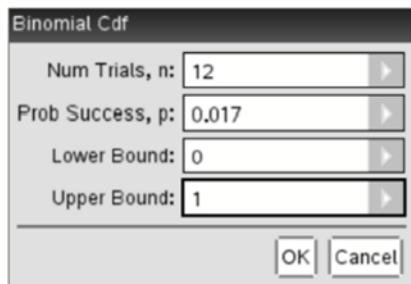 Binomial Cdf
Num Trials, n: 12
Prob Success, p: 0.017
Lower Bound: 0
Upper Bound: 1
OK Cancel